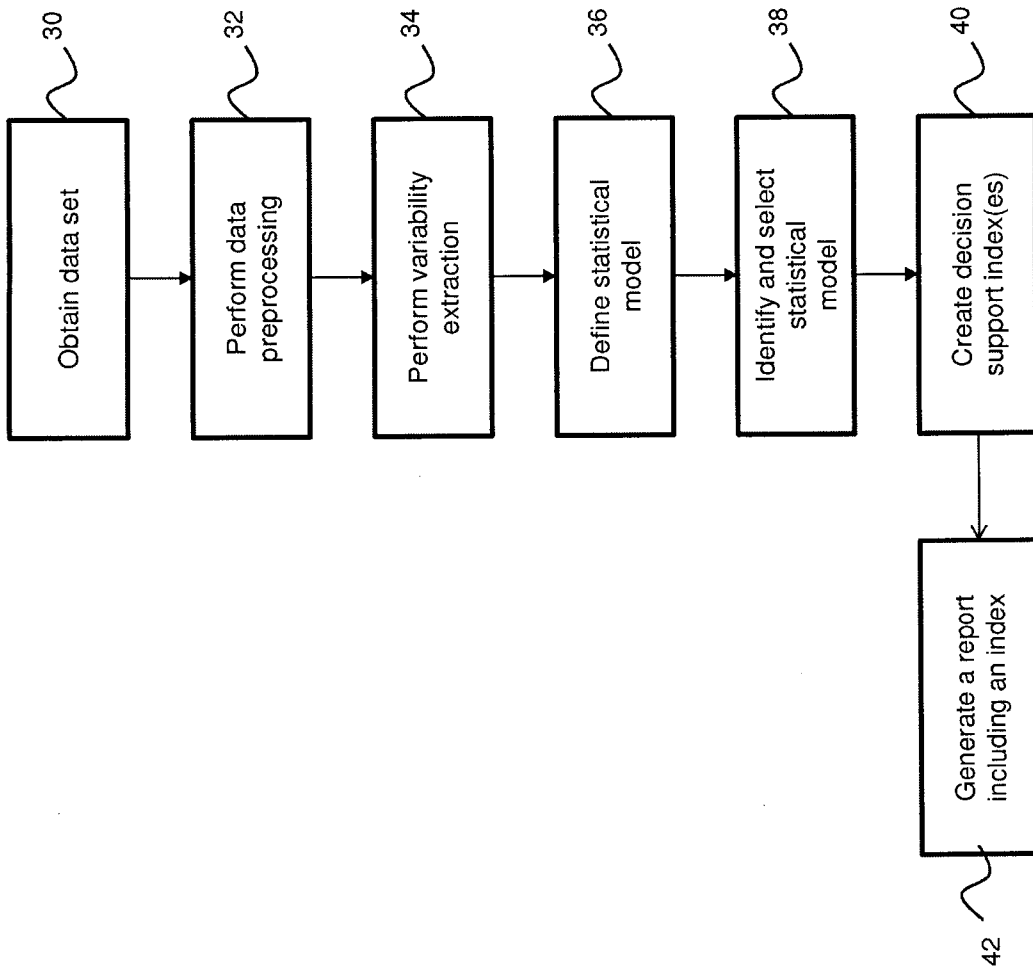 30
Obtain data set
32
Perform data
preprocessing
34
Perform variability
extraction
36
Define statistical
model
38
Identify and select
statistical
model
40
Create decision
support index(es)
42
Generate a report
including an index